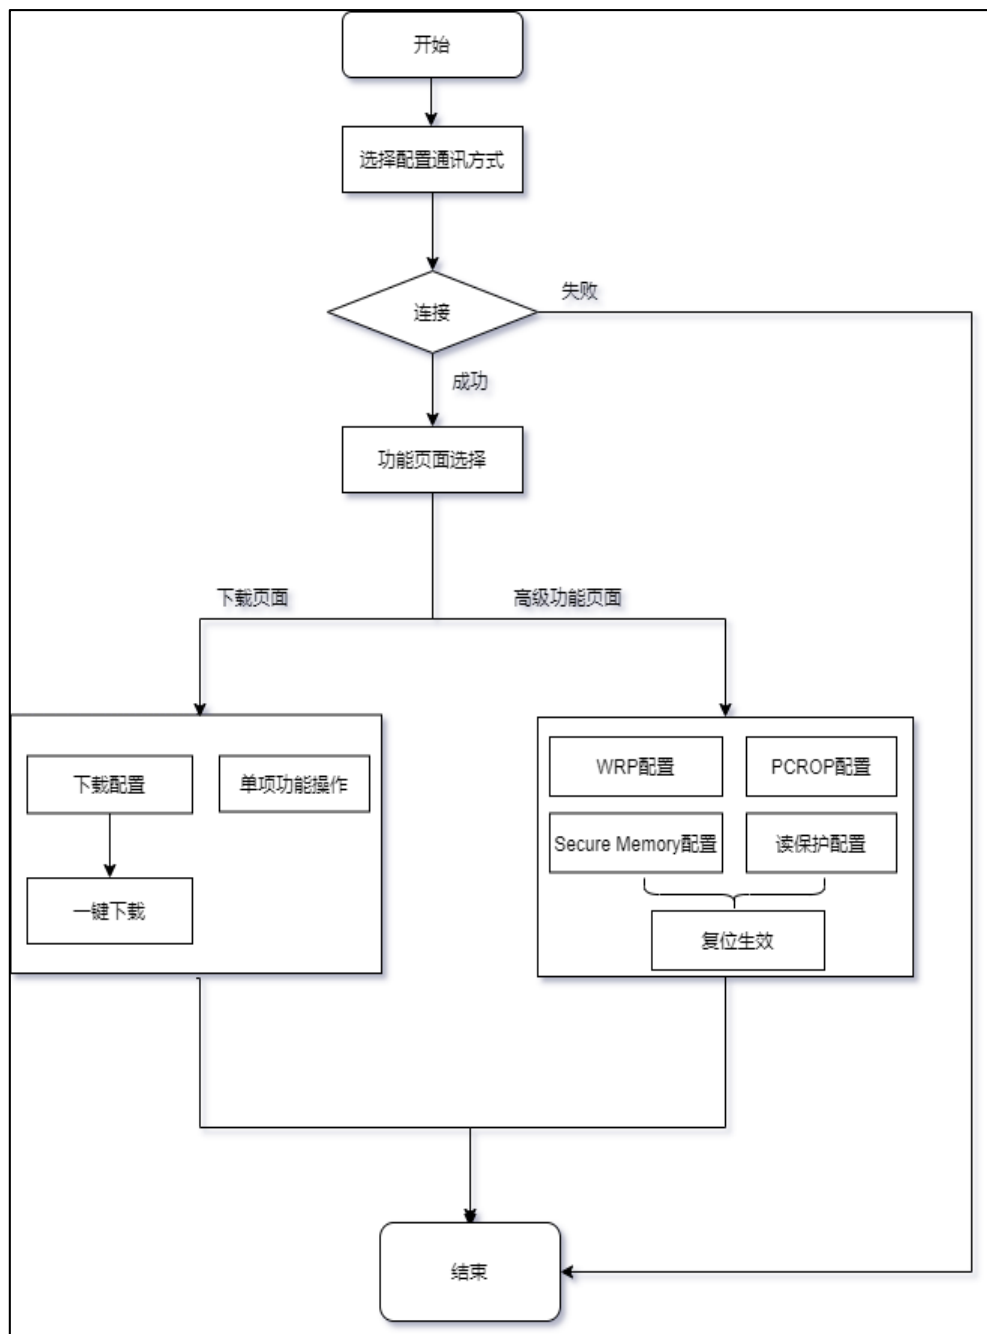 开始
选择配置通讯方式
连接
失败
成功
功能页面选择
下载页面
高级功能页面
下载配置
单项功能操作
一键下载
WRP配置
PCROP配置
Secure Memory配置
读保护配置
复位生效
结束